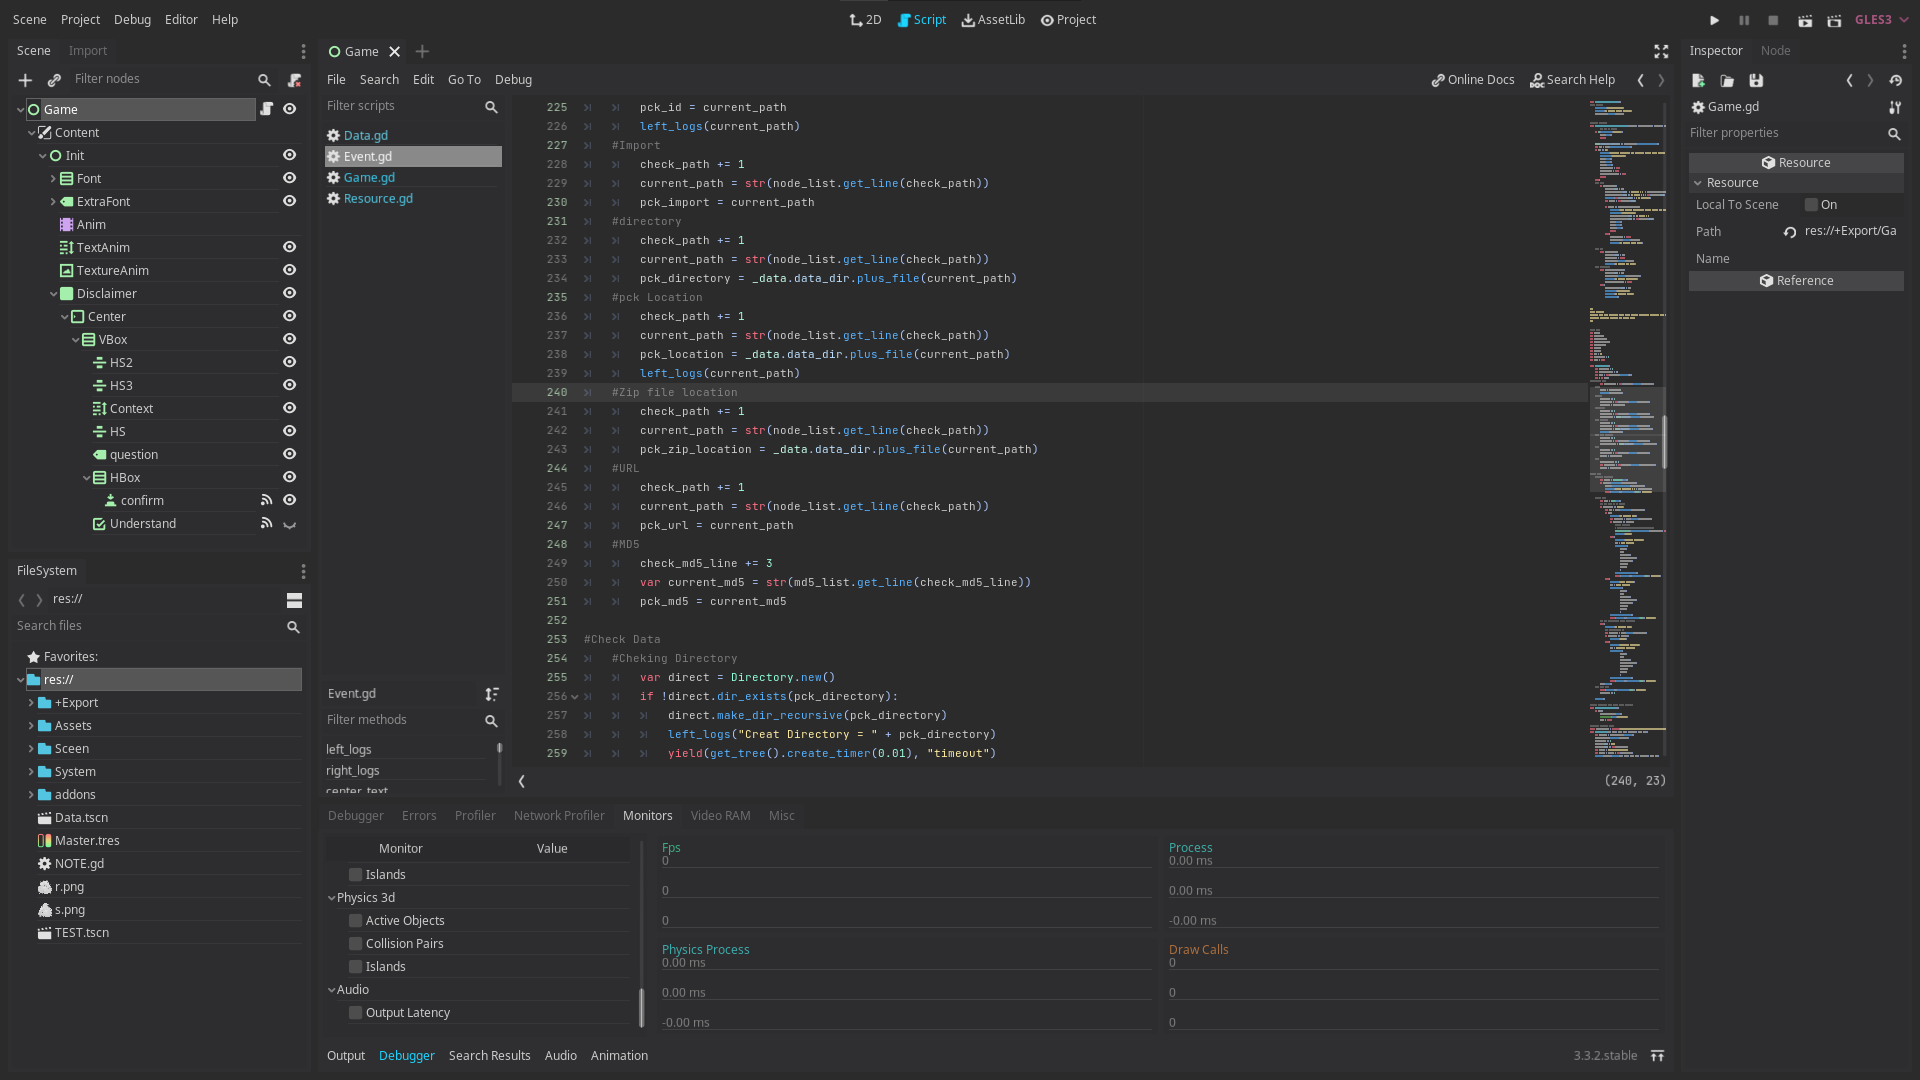 Scene Project Debug Editor Help
2D Script AssetLib Project
GLES3
Scene Import
Filter nodes
Game
Content
Init
Font
ExtraFont
Anim
TextAnim
TextureAnim
Disclaimer
Center
VBox
HS2
HS3
Context
HS
question
HBox
confirm
Understand
FileSystem
res://
Search files
Favorites:
res://
+Export
Assets
Sceen
System
addons
Data.tscn
Master.tres
NOTE.gd
r.png
s.png
TEST.tscn
Game
File Search Edit Go To Debug
Online Docs Search Help
Filter scripts
Data.gd
Event.gd
Game.gd
Resource.gd
Event.gd
Filter methods
left_logs
right_logs
center_text
225 pck_id = current_path
226 left_logs(current_path)
227 #Import
228 check_path += 1
229 current_path = str(node_list.get_line(check_path))
230 pck_import = current_path
231 #directory
232 check_path += 1
233 current_path = str(node_list.get_line(check_path))
234 pck_directory = _data.data_dir.plus_file(current_path)
235 #pck Location
236 check_path += 1
237 current_path = str(node_list.get_line(check_path))
238 pck_location = _data.data_dir.plus_file(current_path)
239 left_logs(current_path)
240 #Zip file location
241 check_path += 1
242 current_path = str(node_list.get_line(check_path))
243 pck_zip_location = _data.data_dir.plus_file(current_path)
244 #URL
245 check_path += 1
246 current_path = str(node_list.get_line(check_path))
247 pck_url = current_path
248 #MD5
249 check_md5_line += 3
250 var current_md5 = str(md5_list.get_line(check_md5_line))
251 pck_md5 = current_md5
252
253 #Check Data
254 #Cheking Directory
255 var direct = Directory.new()
256 if !direct.dir_exists(pck_directory):
257 direct.make_dir_recursive(pck_directory)
258 left_logs("Creat Directory = " + pck_directory)
259 yield(get_tree().create_timer(0.01), "timeout")
(240, 23)
Debugger Errors Profiler Network Profiler Monitors Video RAM Misc
Monitor Value
Islands
Physics 3d
Active Objects
Collision Pairs
Islands
Audio
Output Latency
Fps
0
0
0
Process
0.00 ms
0.00 ms
-0.00 ms
Physics Process
0.00 ms
0.00 ms
-0.00 ms
Draw Calls
0
0
0
Output Debugger Search Results Audio Animation
3.3.2.stable
Inspector Node
Game.gd
Filter properties
Resource
Resource
Local To Scene On
Path res://+Export/Ga
Name
Reference